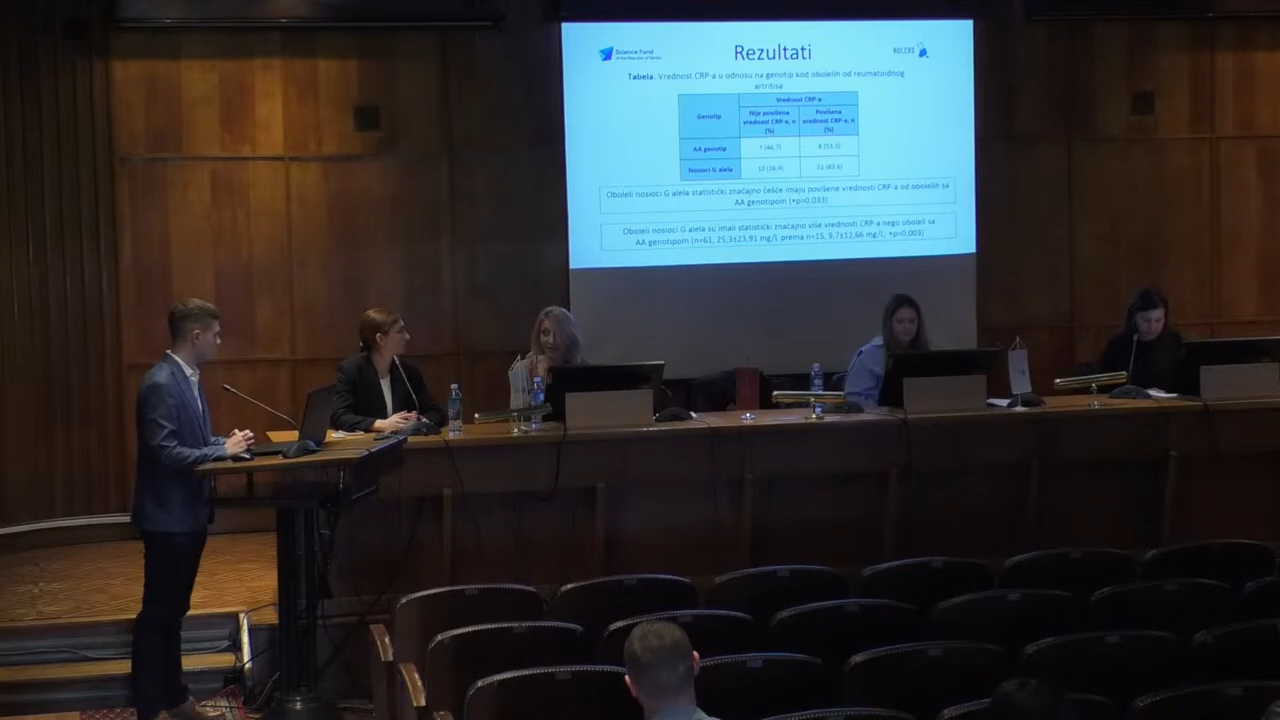 Science Fund
of the Republic of Serbia
Rezultati
ROLERS
Tabela. Vrednost CRP-a u odnosu na genotip kod obolelih od reumatoidnog
artritisa
Genotip
Vrednost CRP-a
Nije povišena
vrednost CRP-a, n
(%)
Povišena
vrednost CRP-a, n
(%)
AA genotip
7 (46,7)
8 (53,3)
Nosioci G alela
10 (16,4)
51 (83,6)
Oboleli nosioci G alela statistički značajno češće imaju povišene vrednosti CRP-a od obolelih sa
AA genotipom (*p=0,033)
Oboleli nosioci G alela su imali statistički značajno više vrednosti CRP-a nego oboleli sa
AA genotipom (n=61, 25,3±23,91 mg/L prema n=15, 9,7±12,66 mg/L, *p=0,003)